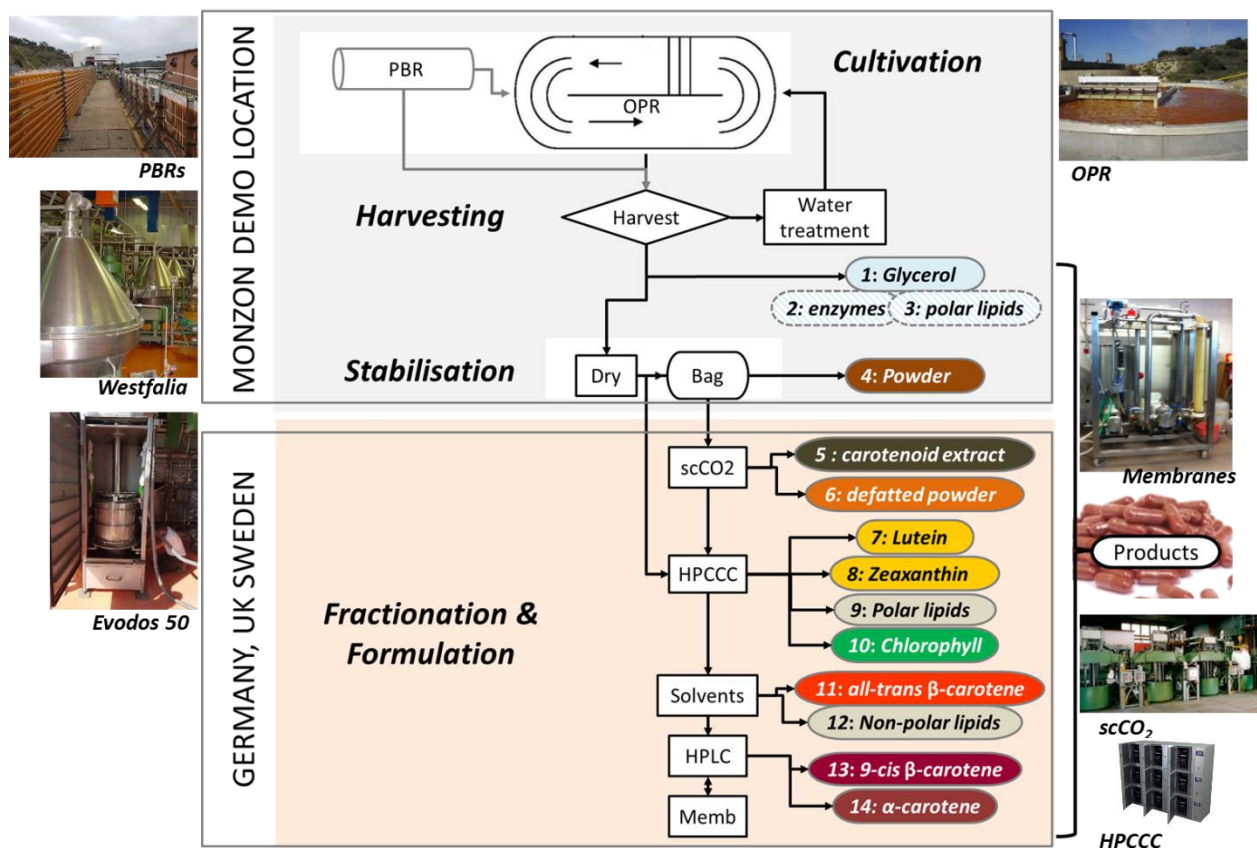 MONZON DEMO LOCATION
PBR
OPR
Cultivation
PBRs
OPR
Harvesting
Harvest
Water
treatment
1: Glycerol
2: enzymes
3: polar lipids
Westfalia
Stabilisation
Dry
Bag
4: Powder
GERMANY, UK SWEDEN
scCO2
5 : carotenoid extract
6: defatted powder
Membranes
7: Lutein
HPCCC
8: Zeaxanthin
Products
9: Polar lipids
10: Chlorophyll
Evodos 50
Fractionation &
Formulation
Solvents
11: all-trans β-carotene
12: Non-polar lipids
scCO₂
HPLC
13: 9-cis β-carotene
14: α-carotene
Memb
HPCCC